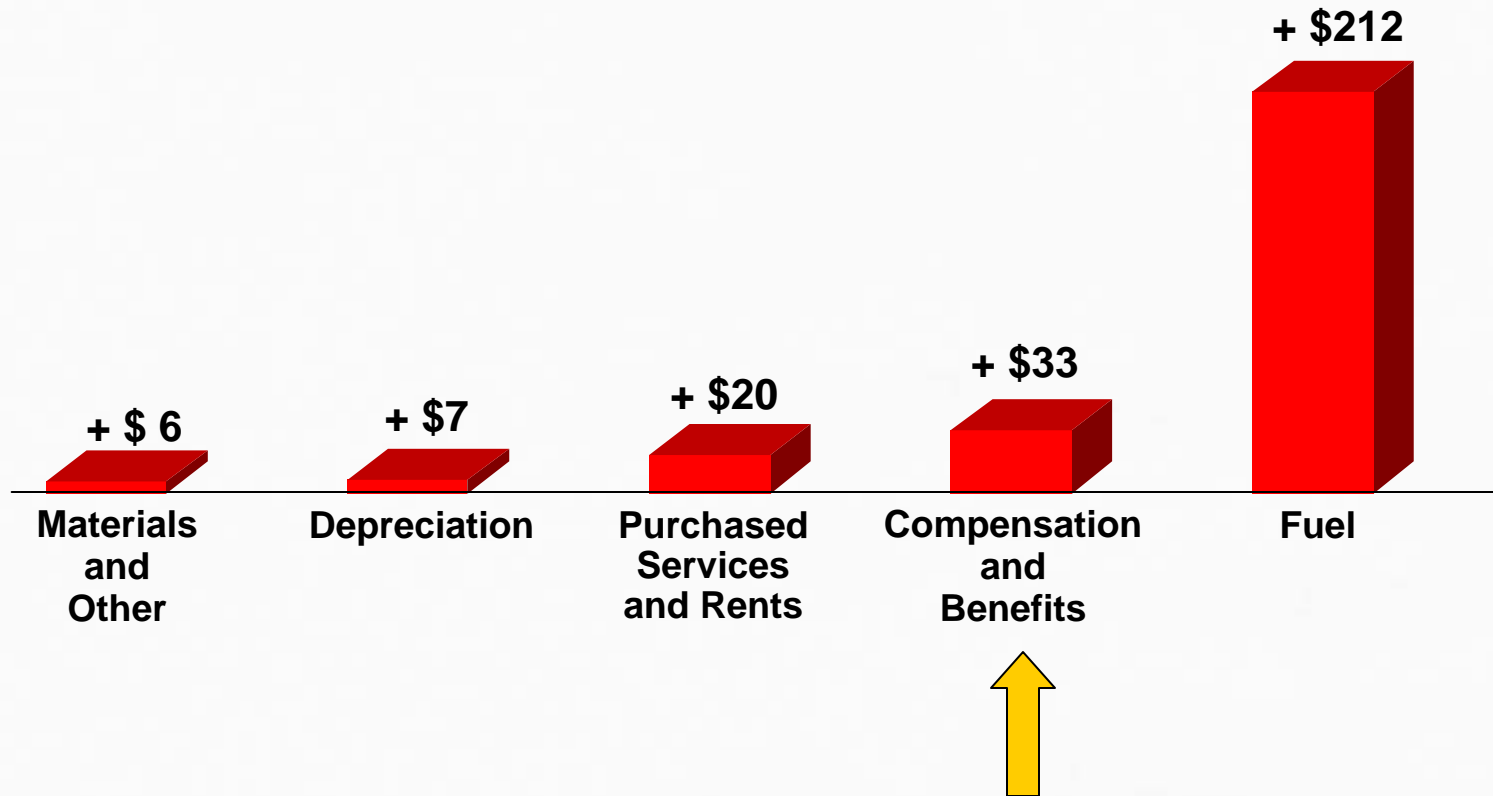 + $212
+ $33
+ $20
+ $7
+ $ 6
Materials
and
Other
Depreciation
Purchased
Services
and Rents
Compensation
and
Benefits
Fuel